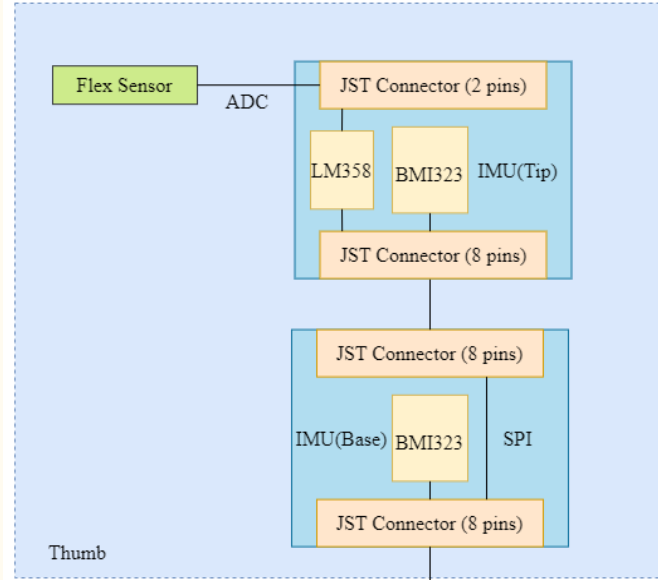 JST Connector (2 pins)
Flex Sensor
ADC
LM358
BMI323
IMU(Tip)
JST Connector (8 pins)
JST Connector (8 pins)
IMU(Base)
BMI323
SPI
JST Connector (8 pins)
Thumb